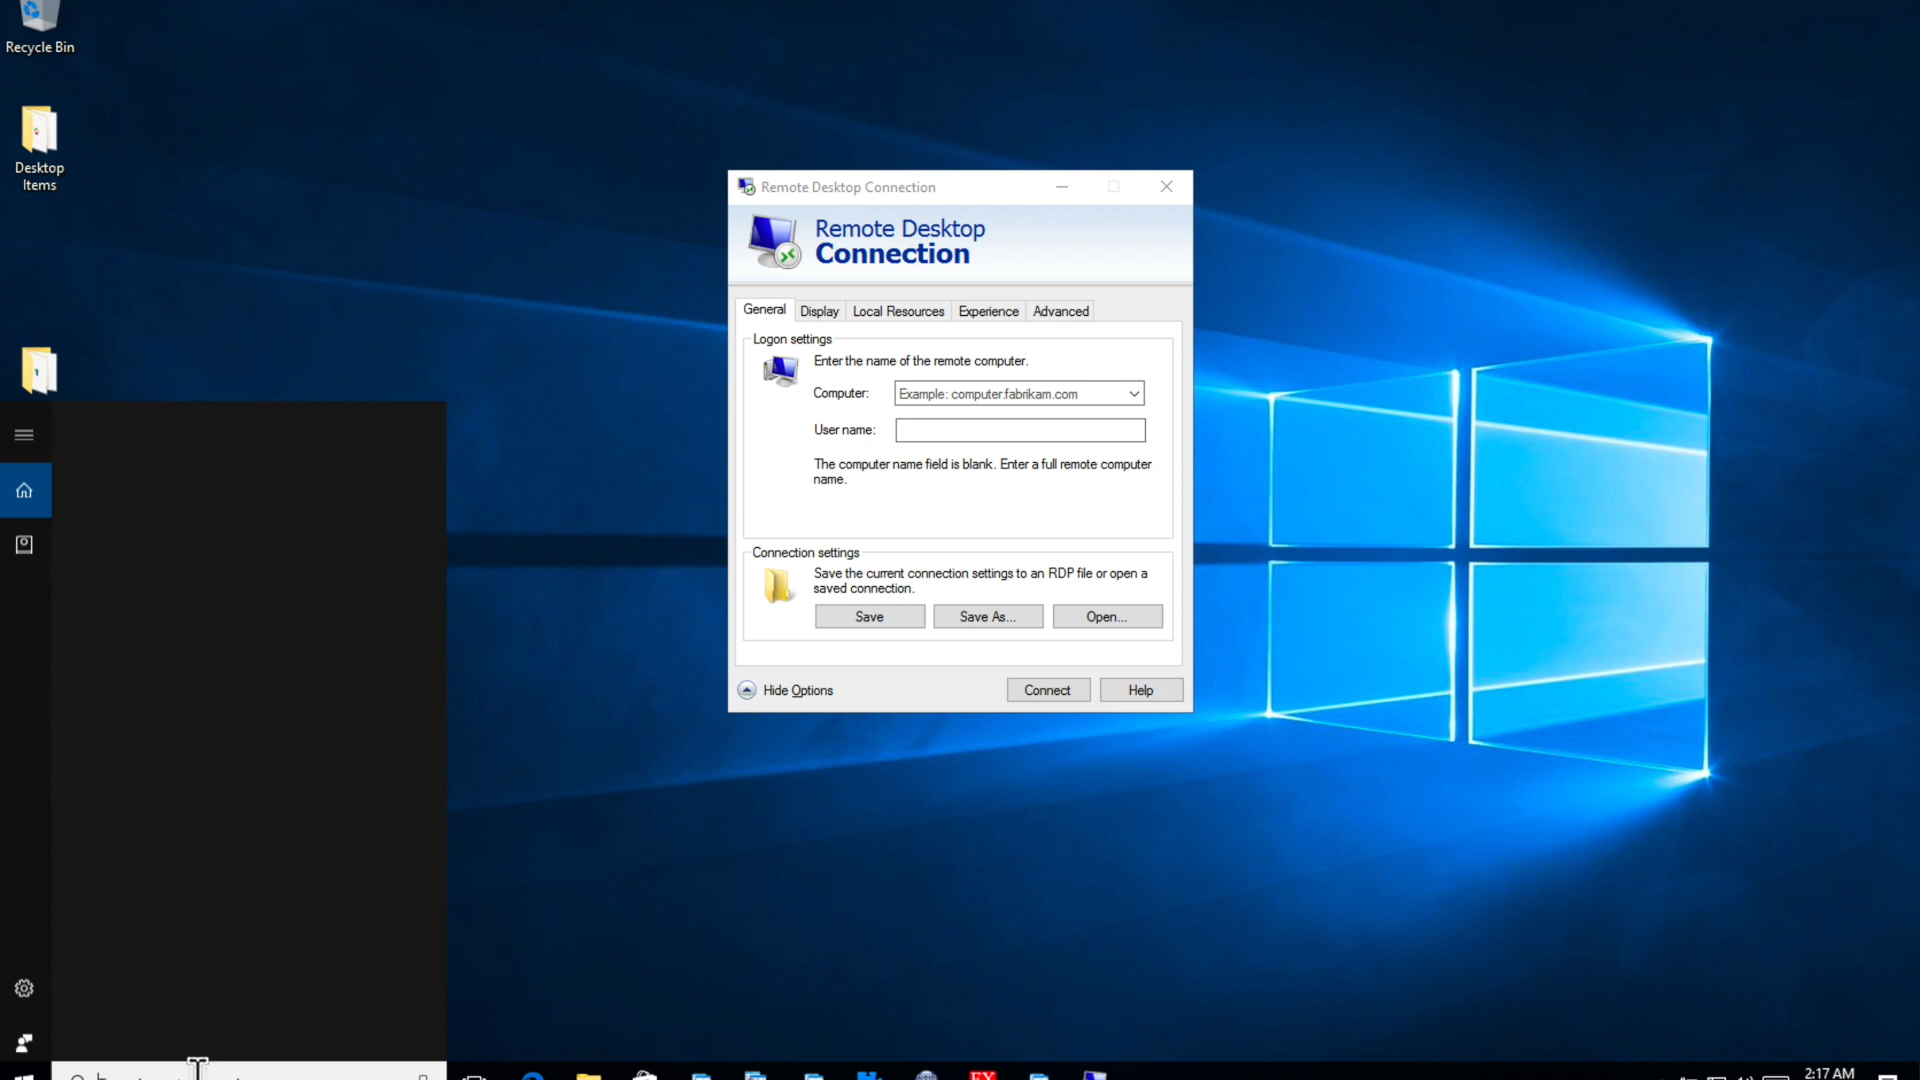 Recycle Bin
Desktop
Items
Remote Desktop Connection
Remote Desktop
Connection
General
Display
Local Resources
Experience
Advanced
Logon settings
Enter the name of the remote computer.
Computer:
Example: computer.fabrikam.com
User name:
The computer name field is blank. Enter a full remote computer
name.
Connection settings
Save the current connection settings to an RDP file or open a
saved connection.
Save
Save As...
Open...
Hide Options
Connect
Help
2:17 AM